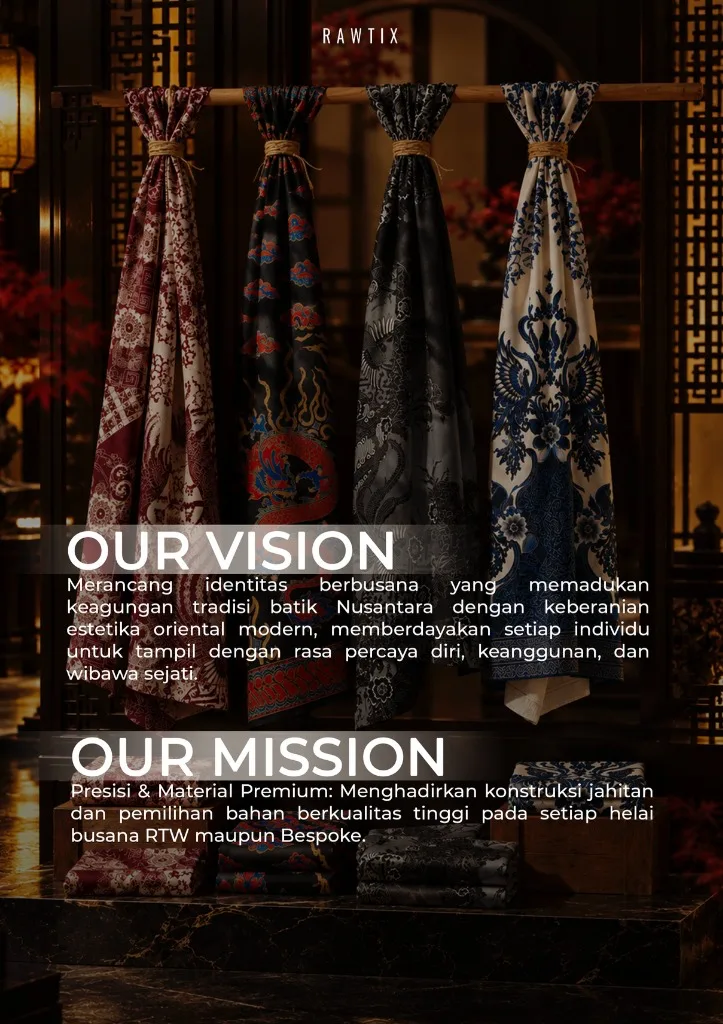 RAWTIX
OUR VISION
Merancang identitas berbusana yang memadukan
keagungan tradisi batik Nusantara dengan keberanian
estetika oriental modern, memberdayakan setiap individu
untuk tampil dengan rasa percaya diri, keanggunan, dan
wibawa sejati.
OUR MISSION
Presisi & Material Premium: Menghadirkan konstruksi jahitan
dan pemilihan bahan berkualitas tinggi pada setiap helai
busana RTW maupun Bespoke.